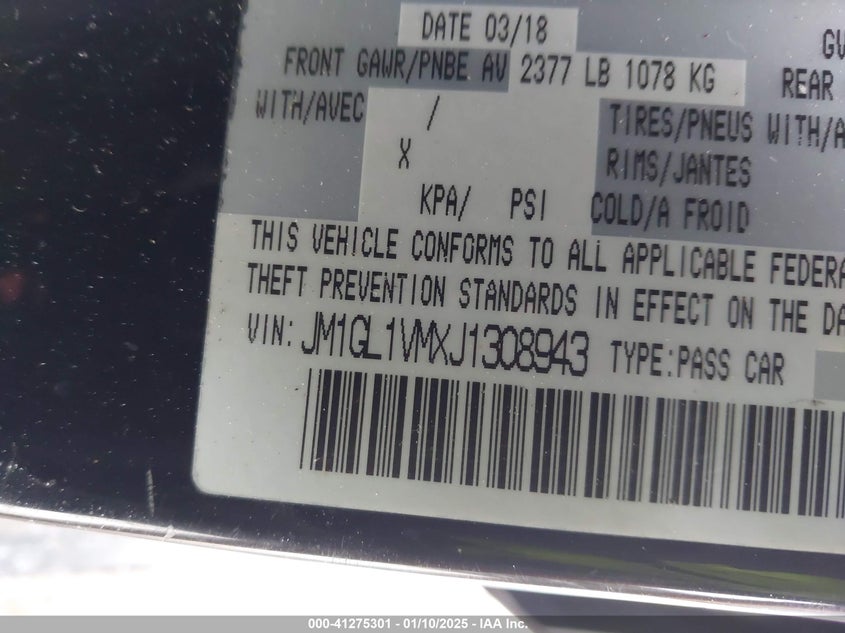 DATE 03/18
GV
FRONT GAWR/PNBE AV 2377 LB 1078 KG
REAR
WITH/AVEC /
TIRES/PNEUS WITH/A
X
RIMS/JANTES
KPA/ PSI COLD/A FROID
THIS VEHICLE CONFORMS TO ALL APPLICABLE FEDERA
THEFT PREVENTION STANDARDS IN EFFECT ON THE DA
VIN: JM1GL1VMXJ1308943 TYPE:PASS CAR
000-41275301 - 01/10/2025 - IAA Inc.